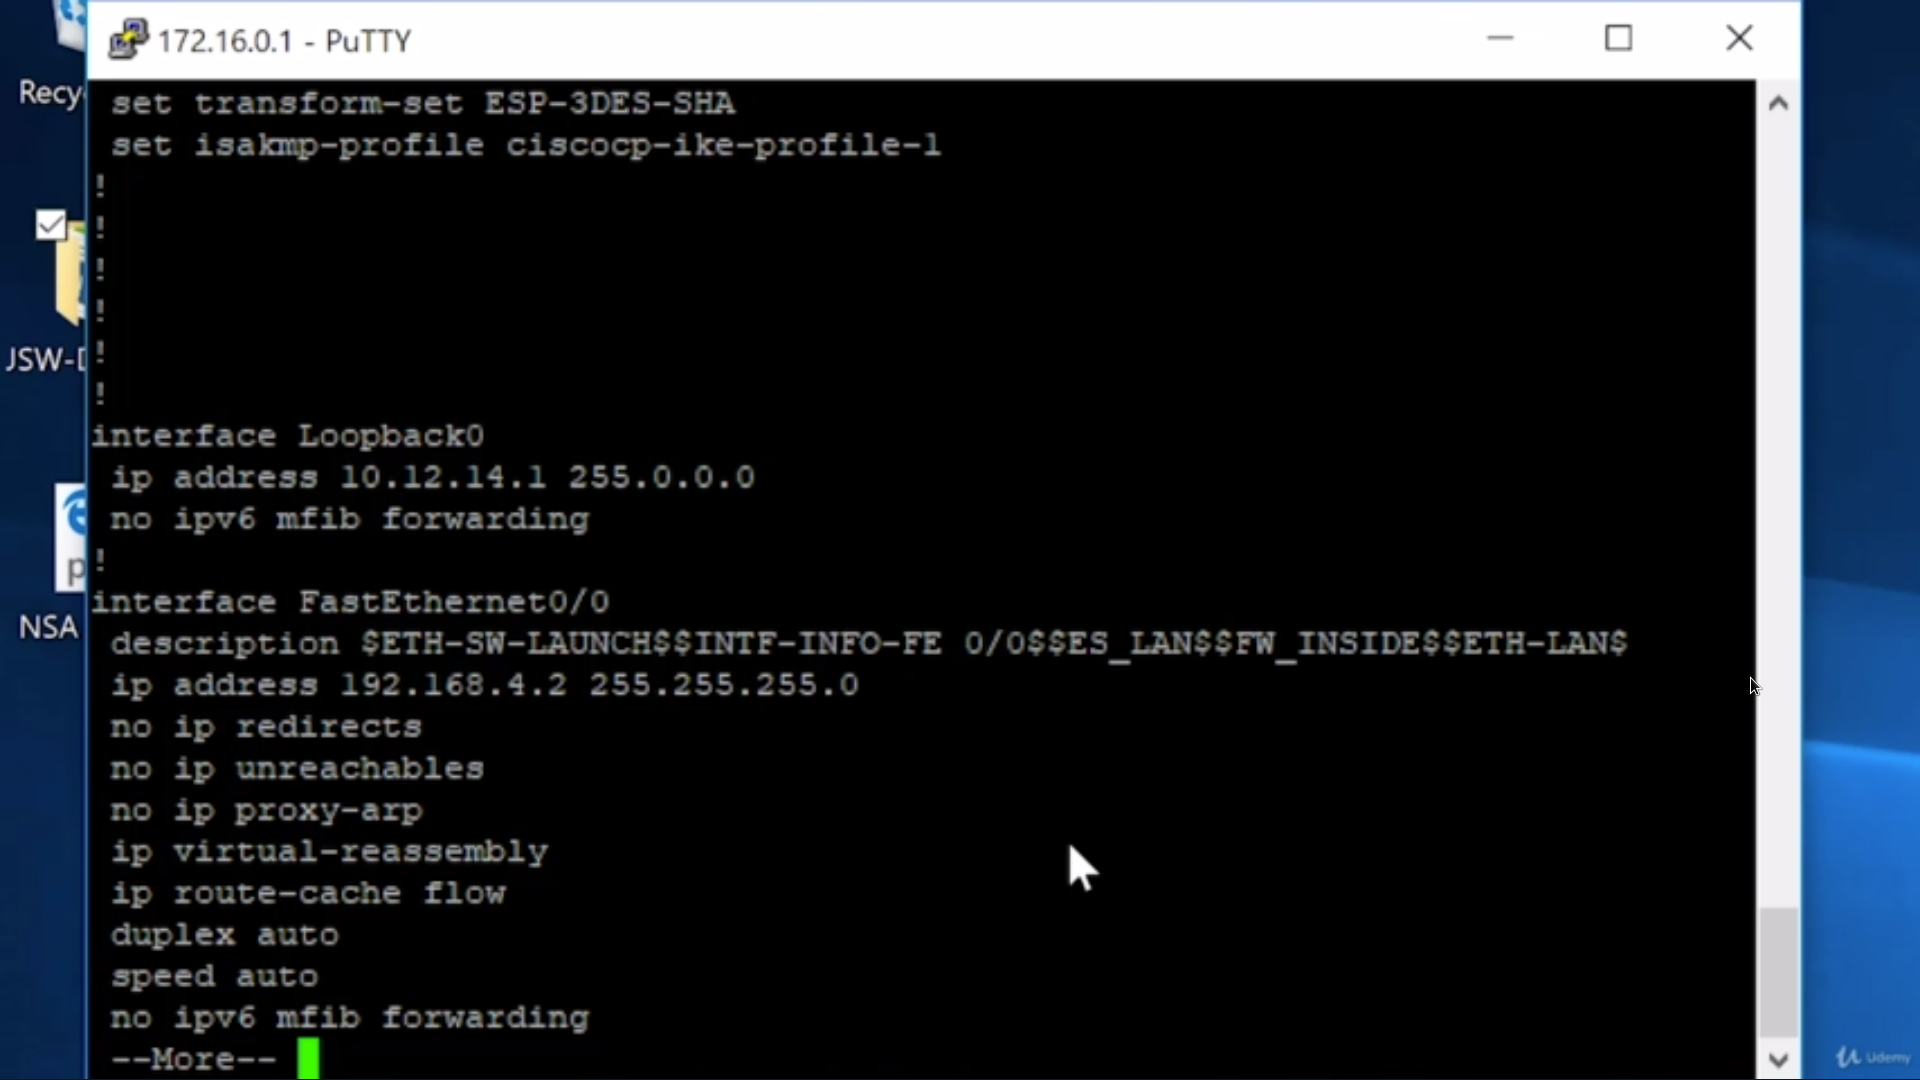 172.16.0.1 - PuTTY
Recy
JSW-D
p
NSA
set transform-set ESP-3DES-SHA
set isakmp-profile ciscocp-ike-profile-1
!
!
!
!
!
!
interface Loopback0
ip address 10.12.14.1 255.0.0.0
no ipv6 mfib forwarding
!
interface FastEthernet0/0
description $ETH-SW-LAUNCH$$INTF-INFO-FE 0/0$$ES_LAN$$FW_INSIDE$$ETH-LAN$
ip address 192.168.4.2 255.255.255.0
no ip redirects
no ip unreachables
no ip proxy-arp
ip virtual-reassembly
ip route-cache flow
duplex auto
speed auto
no ipv6 mfib forwarding
--More--
Udemy